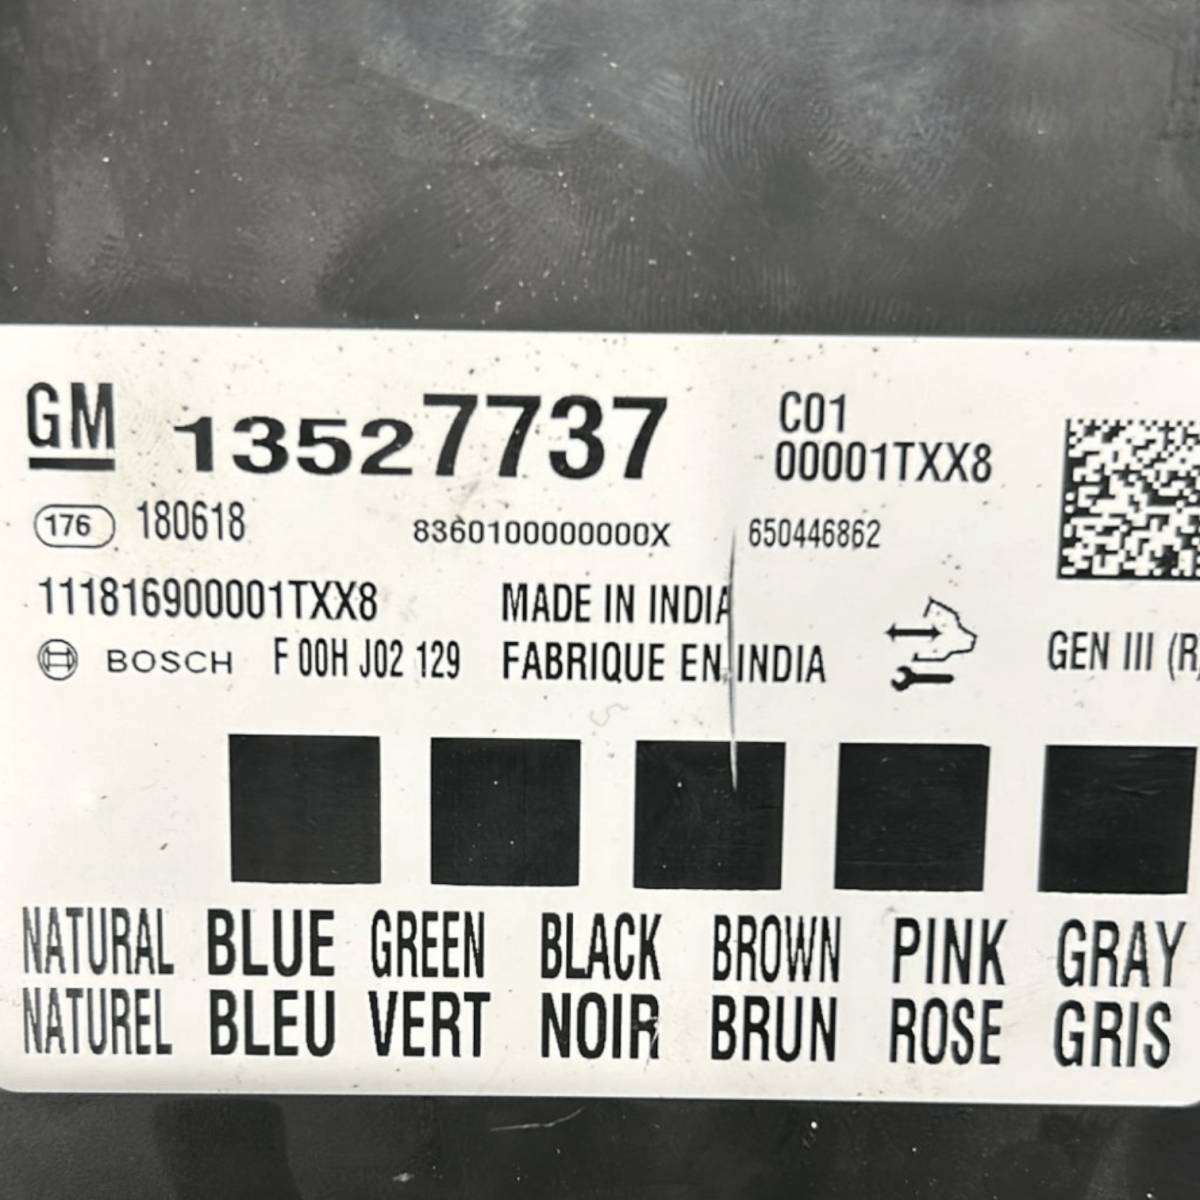 GM 13527737 C01
00001TXX8
176 180618 8360100000000X 650446862
111816900001TXX8 MADE IN INDIA
BOSCH F 00H J02 129 FABRIQUE EN INDIA GEN III (R)
NATURAL BLUE GREEN BLACK BROWN PINK GRAY
NATUREL BLEU VERT NOIR BRUN ROSE GRIS